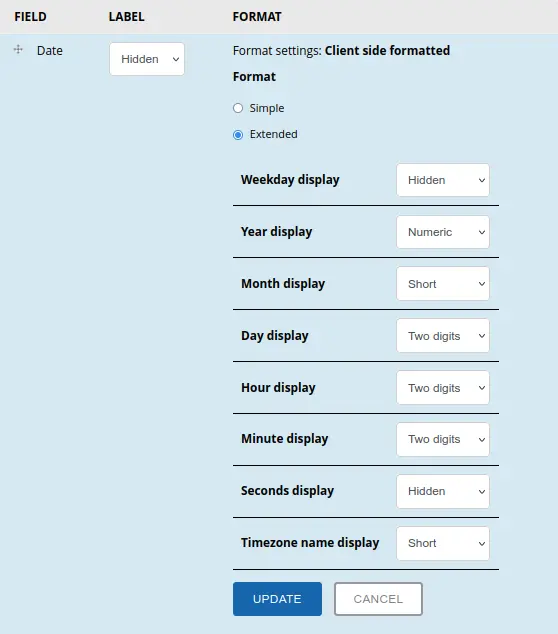 FIELD LABEL FORMAT
Date Hidden Format settings: Client side formatted
Format
Simple
Extended
Weekday display Hidden
Year display Numeric
Month display Short
Day display Two digits
Hour display Two digits
Minute display Two digits
Seconds display Hidden
Timezone name display Short
UPDATE CANCEL